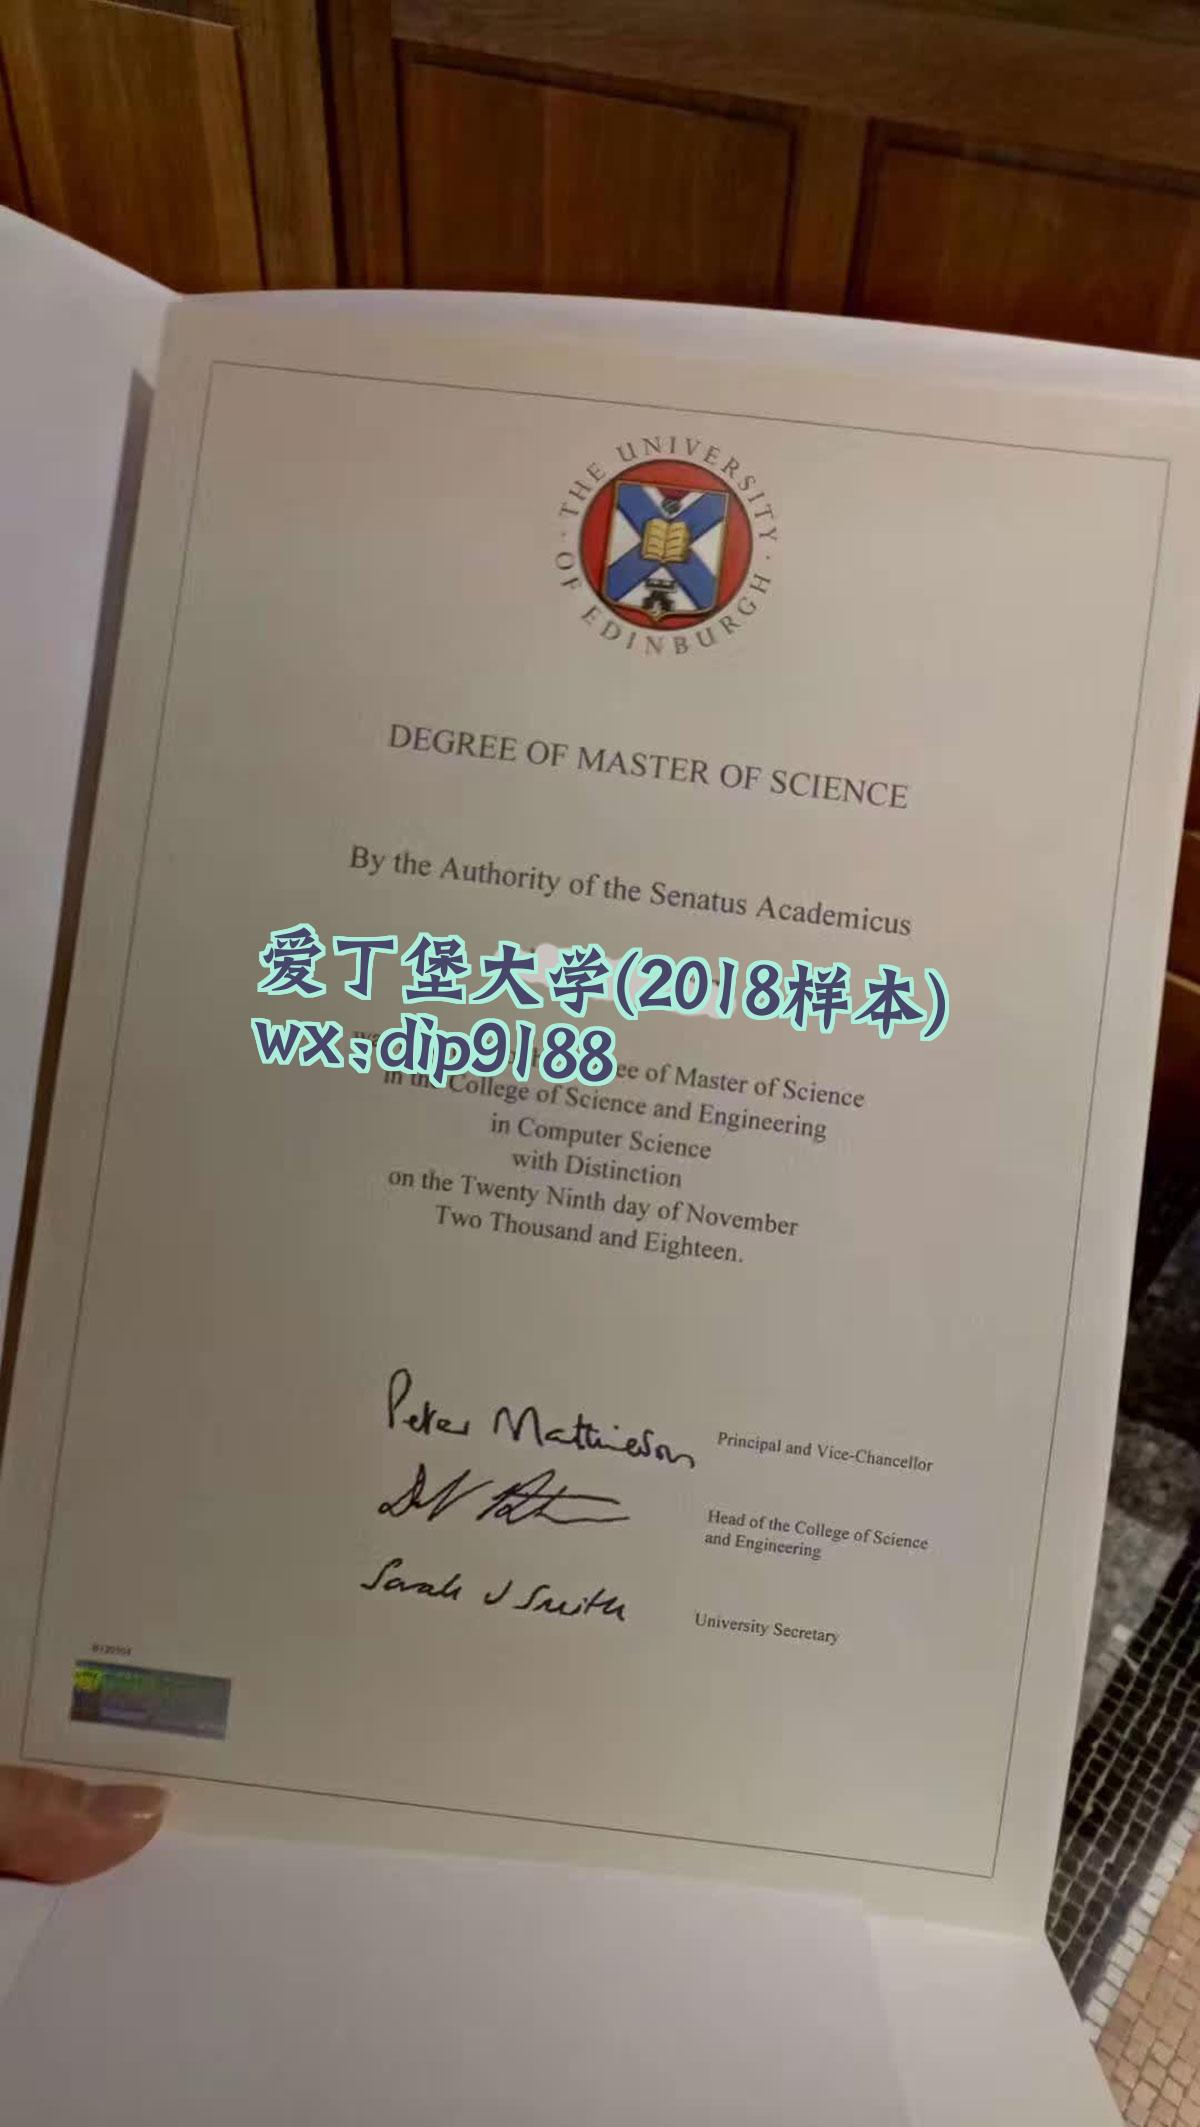 THE UNIVERSITY OF EDINBURGH
DEGREE OF MASTER OF SCIENCE
By the Authority of the Senatus Academicus
爱丁堡大学(2018样本)
wx:dip9188
ee of Master of Science
in the College of Science and Engineering
in Computer Science
with Distinction
on the Twenty Ninth day of November
Two Thousand and Eighteen.
Peter Mathieson
Principal and Vice-Chancellor
Head of the College of Science
and Engineering
Sarah J Smith
University Secretary